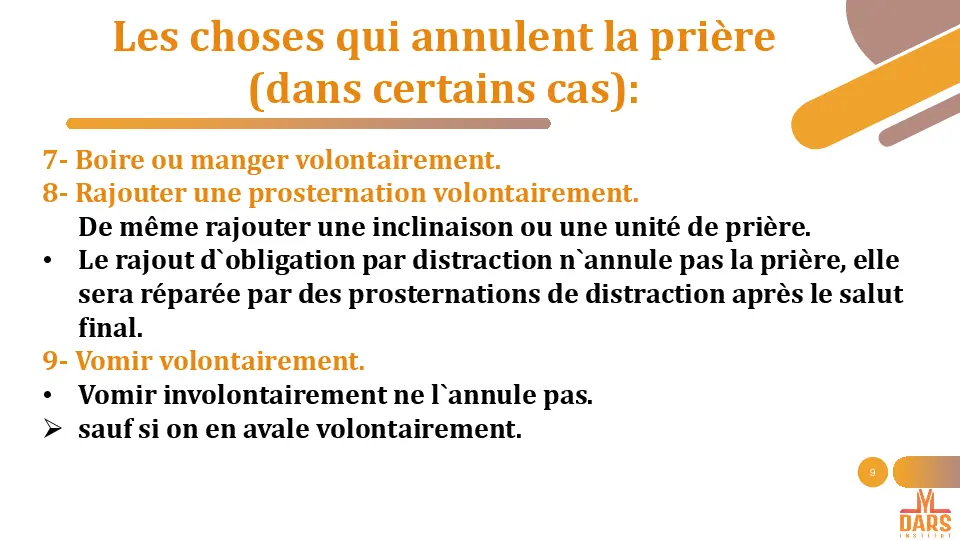 Les choses qui annulent la prière
(dans certains cas):
7- Boire ou manger volontairement.
8- Rajouter une prosternation volontairement.
De même rajouter une inclinaison ou une unité de prière.
• Le rajout d`obligation par distraction n`annule pas la prière, elle
sera réparée par des prosternations de distraction après le salut
final.
9- Vomir volontairement.
• Vomir involontairement ne l`annule pas.
➢ sauf si on en avale volontairement.
9
DARS
INSTITUT